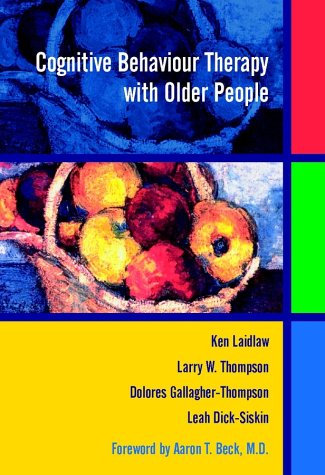 Cognitive Behaviour Therapy
with Older People
Ken Laidlaw
Larry W. Thompson
Dolores Gallagher-Thompson
Leah Dick-Siskin
Foreword by Aaron T. Beck, M.D.